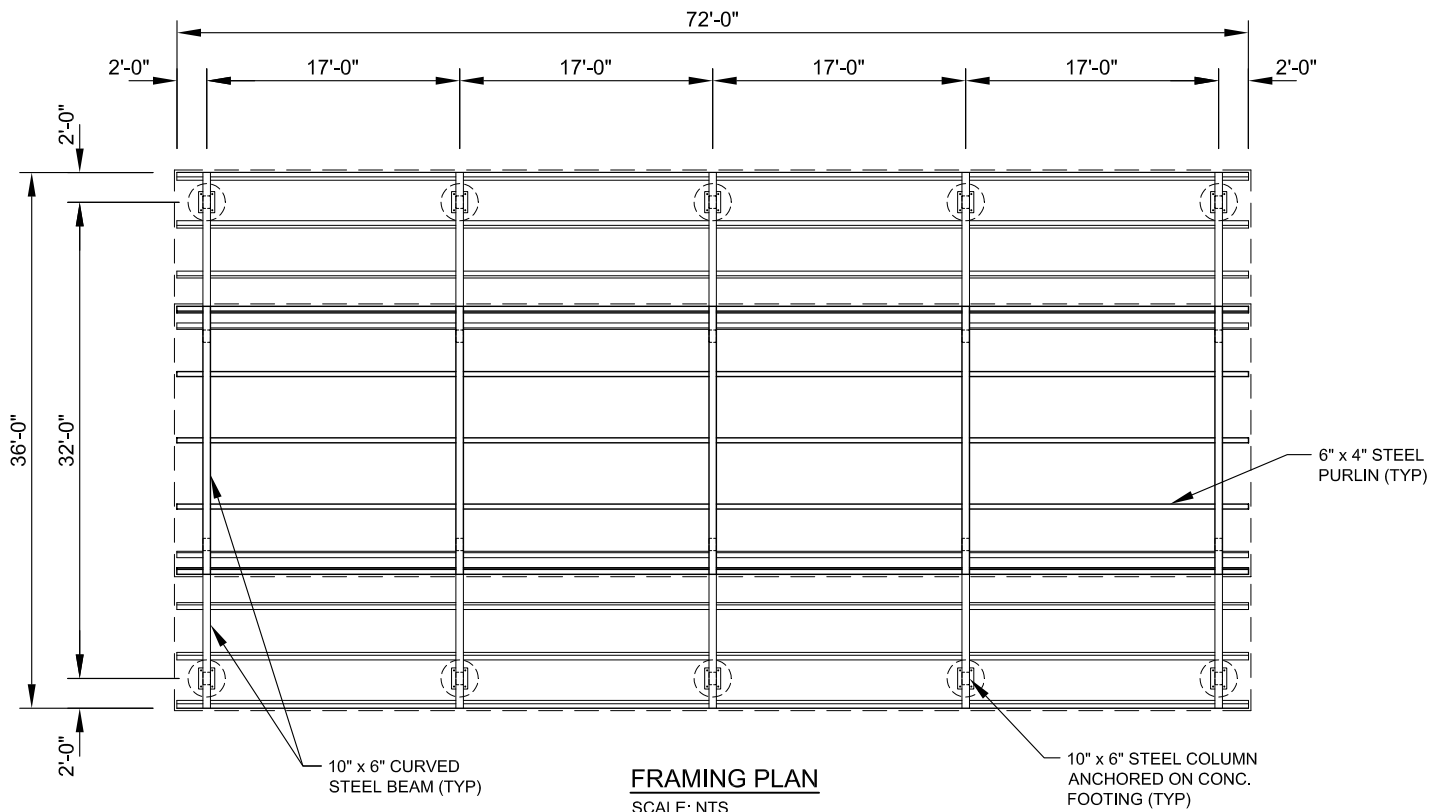 72'-0"
2'-0"
17'-0"
17'-0"
17'-0"
17'-0"
2'-0"
2'-0"
36'-0"
32'-0"
2'-0"
6" x 4" STEEL
PURLIN (TYP)
10" x 6" CURVED
STEEL BEAM (TYP)
10" x 6" STEEL COLUMN
ANCHORED ON CONC.
FOOTING (TYP)
FRAMING PLAN
SCALE: NTS